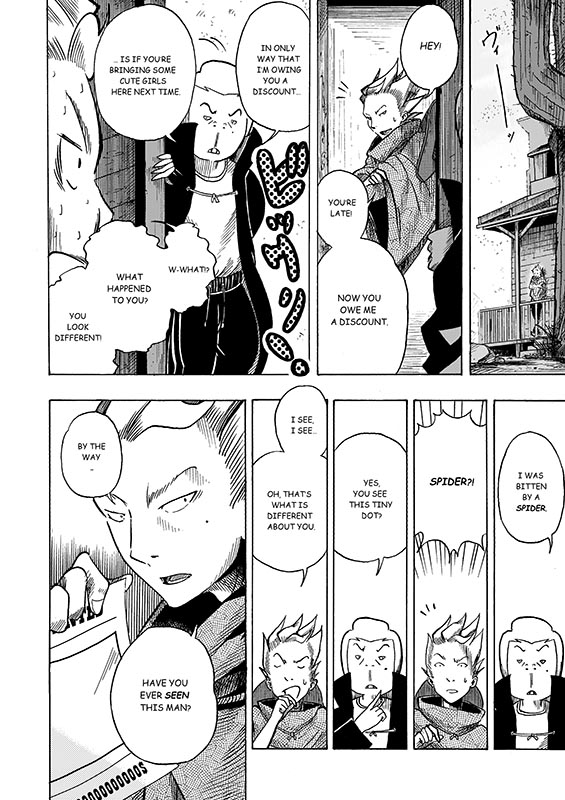 HEY!
YOU'RE
LATE!
NOW YOU
OWE ME
A DISCOUNT.
IN ONLY
WAY THAT
I'M OWING
YOU A
DISCOUNT...
... IS IF YOU'RE
BRINGING SOME
CUTE GIRLS
HERE NEXT TIME.
W-WHAT!?
WHAT
HAPPENED
TO YOU?
YOU
LOOK
DIFFERENT!
I WAS
BITTEN
BY A
SPIDER.
SPIDER?!
YES,
YOU SEE
THIS TINY
DOT?
I SEE,
I SEE...
OH, THAT'S
WHAT IS
DIFFERENT
ABOUT YOU.
BY THE
WAY
..
HAVE YOU
EVER SEEN
THIS MAN?